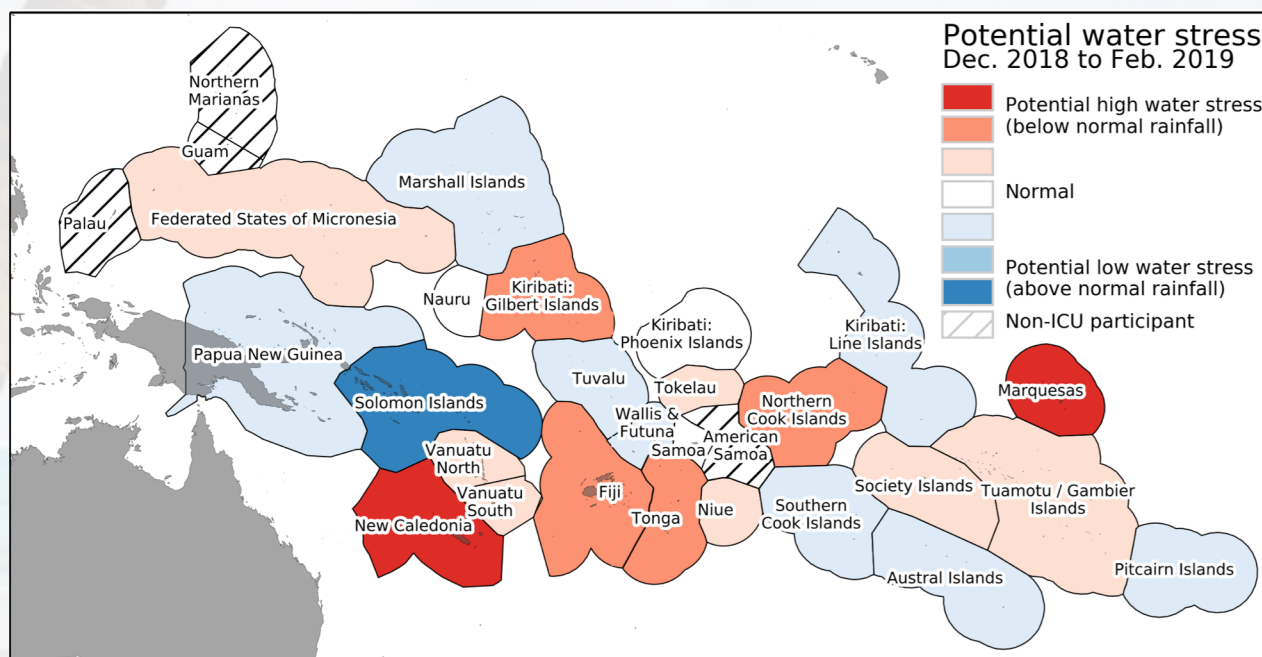 Potential water stress
Dec. 2018 to Feb. 2019
Potential high water stress
(below normal rainfall)
Normal
Potential low water stress
(above normal rainfall)
Non-ICU participant
Northern
Marianas
Guam
Palau
Federated States of Micronesia
Marshall Islands
Nauru
Kiribati:
Gilbert Islands
Kiribati:
Phoenix Islands
Kiribati:
Line Islands
Papua New Guinea
Solomon Islands
Tuvalu
Tokelau
Wallis &
Futuna
Samoa
American
Samoa
Northern
Cook Islands
Marquesas
Vanuatu
North
Vanuatu
South
New Caledonia
Fiji
Tonga
Niue
Southern
Cook Islands
Society Islands
Tuamotu / Gambier
Islands
Austral Islands
Pitcairn Islands